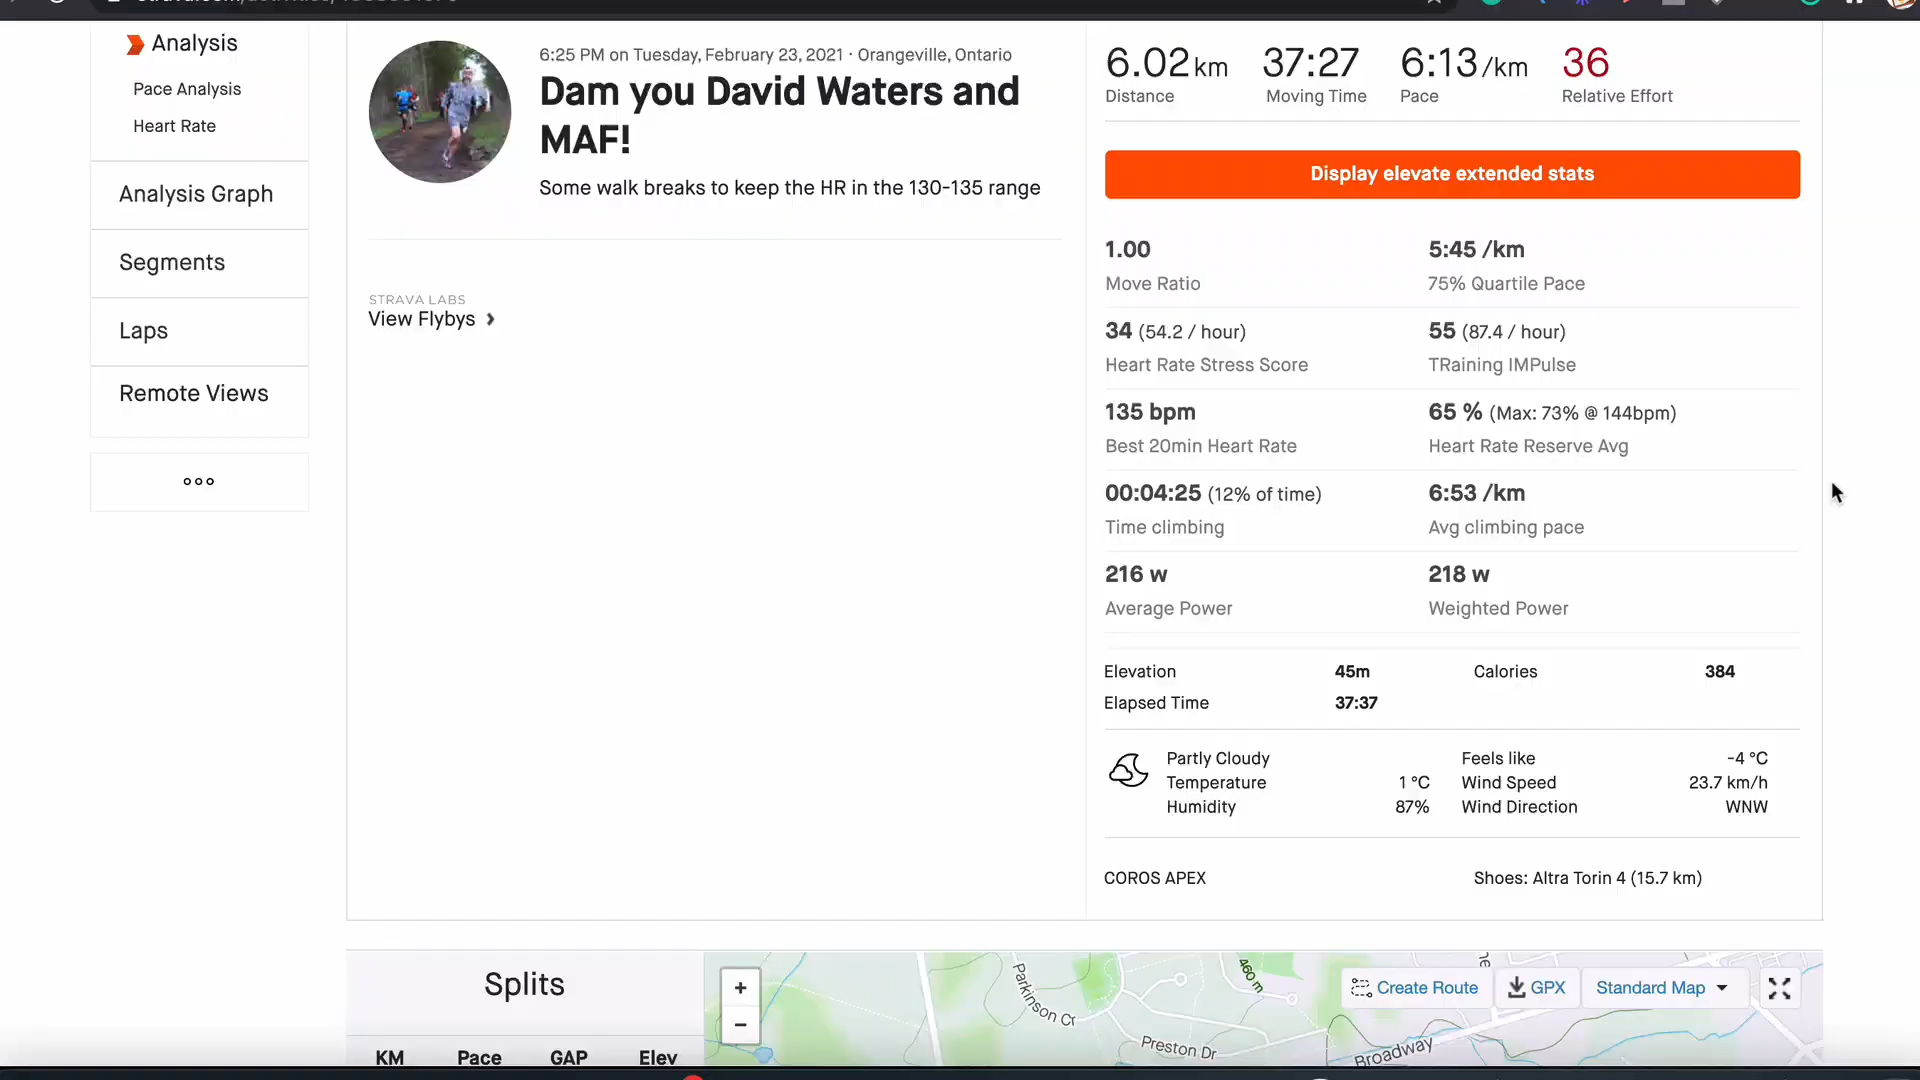 Analysis
Pace Analysis
Heart Rate
Analysis Graph
Segments
Laps
Remote Views
6:25 PM on Tuesday, February 23, 2021 · Orangeville, Ontario
Dam you David Waters and
MAF!
Some walk breaks to keep the HR in the 130-135 range
STRAVA LABS
View Flybys
6.02 km 37:27 6:13 /km 36
Distance Moving Time Pace Relative Effort
Display elevate extended stats
1.00 5:45 /km
Move Ratio 75% Quartile Pace
34 (54.2 / hour) 55 (87.4 / hour)
Heart Rate Stress Score TRaining IMPulse
135 bpm 65 % (Max: 73% @ 144bpm)
Best 20min Heart Rate Heart Rate Reserve Avg
00:04:25 (12% of time) 6:53 /km
Time climbing Avg climbing pace
216 w 218 w
Average Power Weighted Power
Elevation 45m Calories 384
Elapsed Time 37:37
Partly Cloudy Feels like -4 °C
Temperature 1 °C Wind Speed 23.7 km/h
Humidity 87% Wind Direction WNW
COROS APEX Shoes: Altra Torin 4 (15.7 km)
Splits
KM Pace GAP Elev
+
−
Parkinson Cr
460 m
Preston Dr
Broadway
Create Route GPX Standard Map